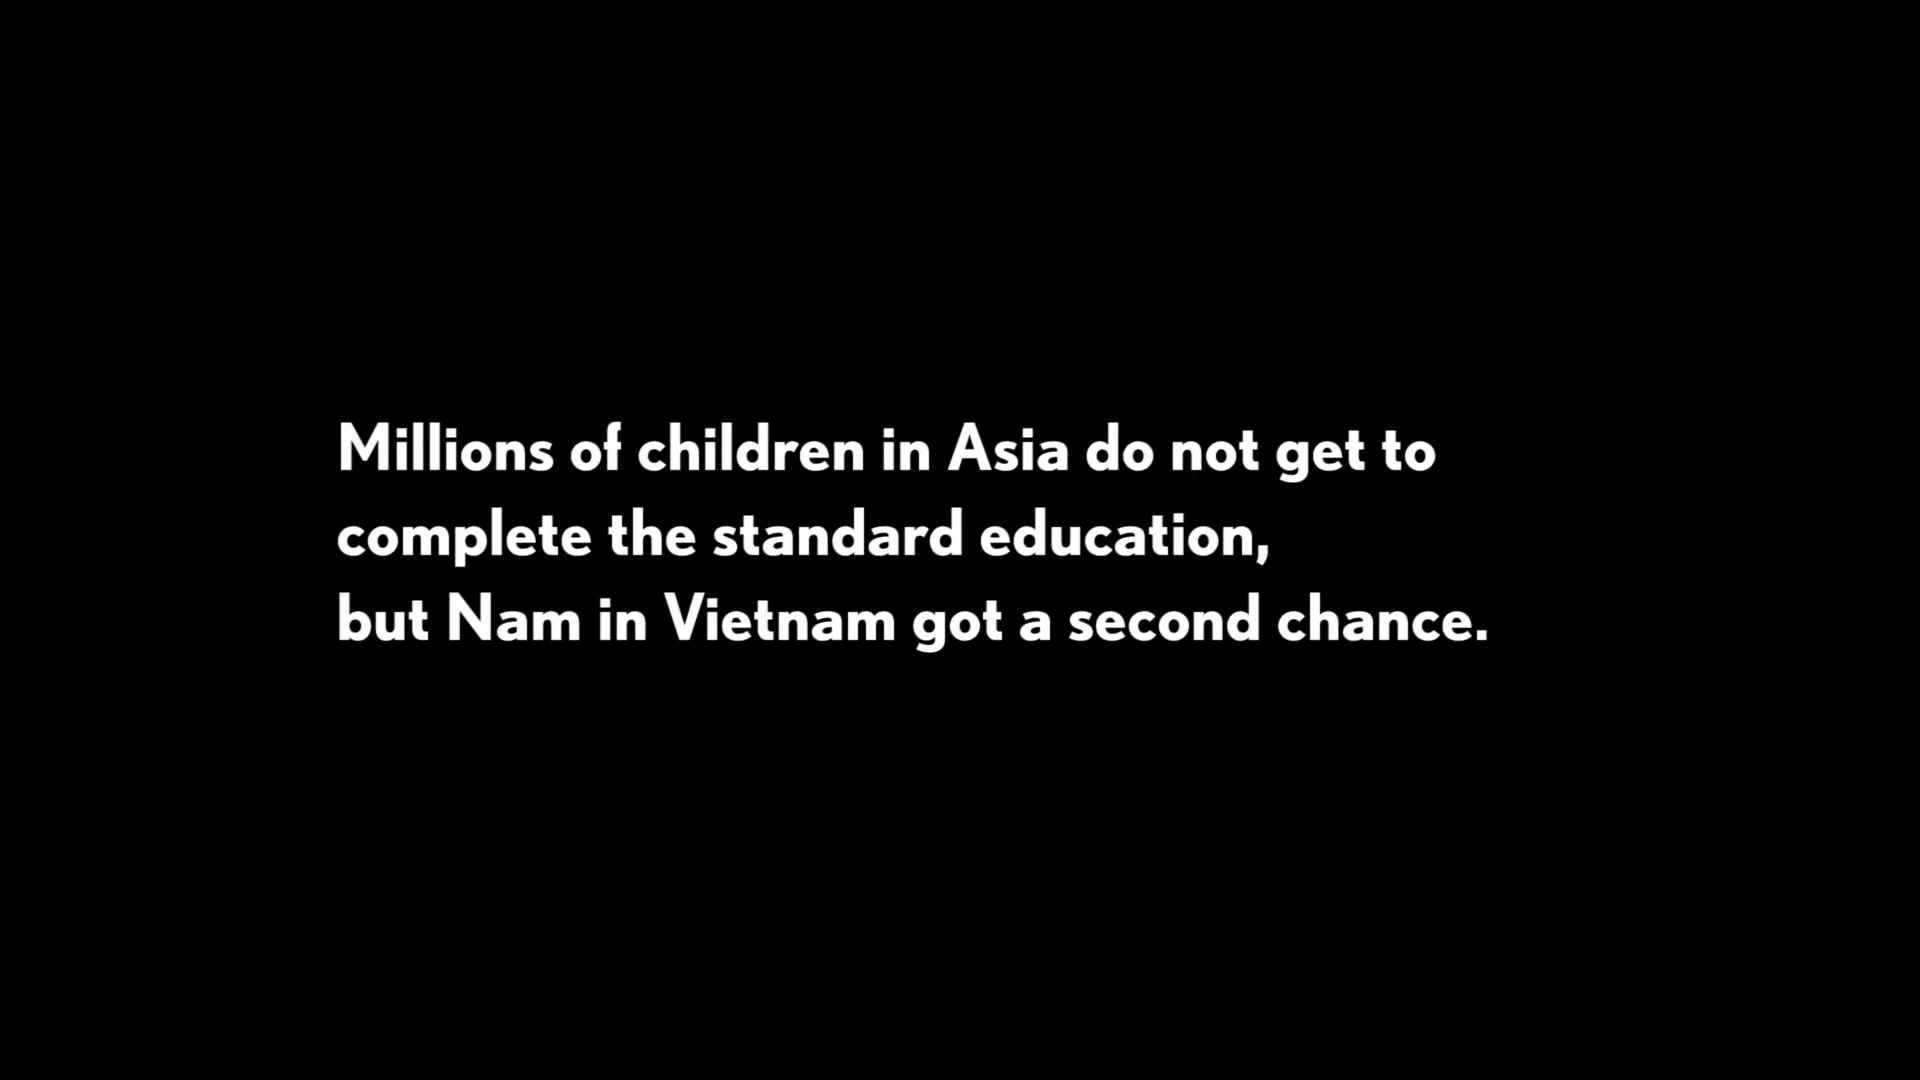 Millions of children in Asia do not get to
complete the standard education,
but Nam in Vietnam got a second chance.